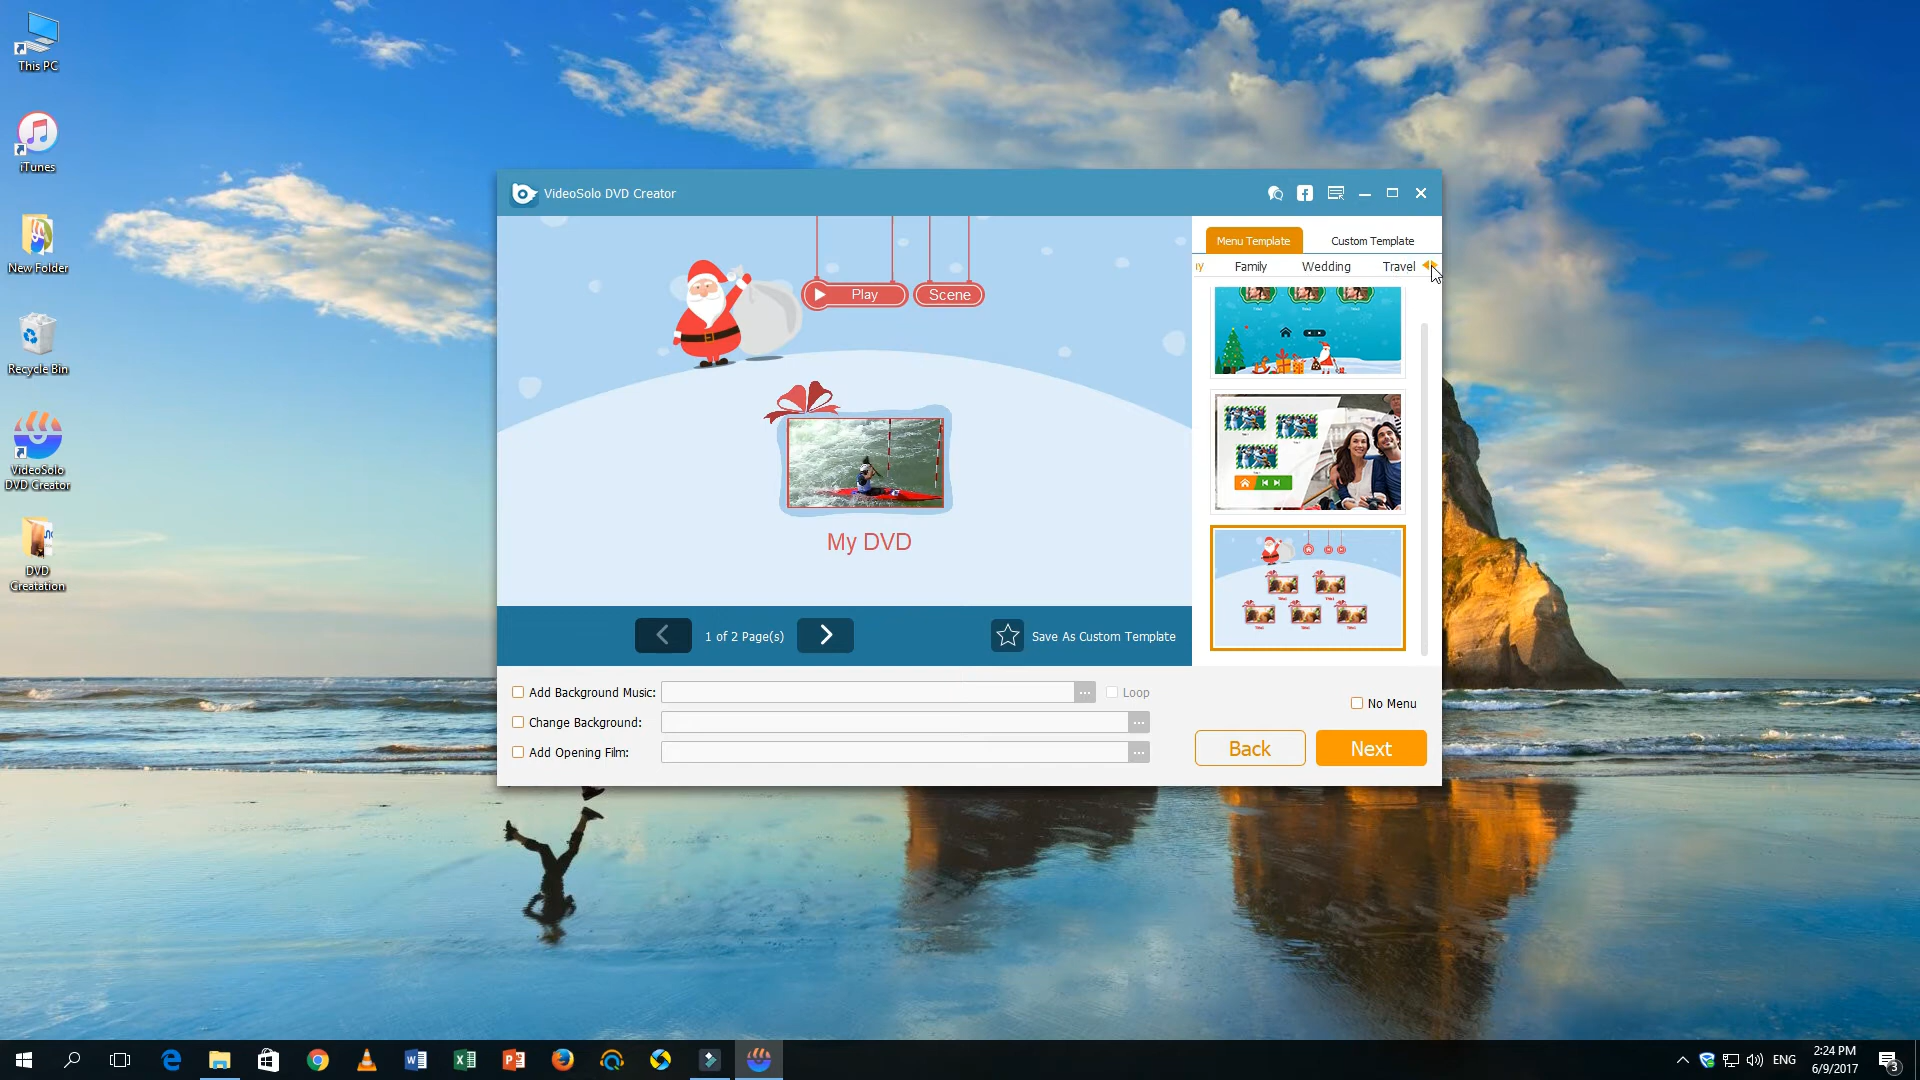 This PC
iTunes
New Folder
Recycle Bin
VideoSolo
DVD Creator
DVD
Creatation
VideoSolo DVD Creator
Play
Scene
My DVD
1 of 2 Page(s)
Save As Custom Template
Menu Template
Custom Template
Family
Wedding
Travel
Add Background Music:
...
Loop
Change Background:
...
Add Opening Film:
...
No Menu
Back
Next
ENG
2:24 PM
6/9/2017
3